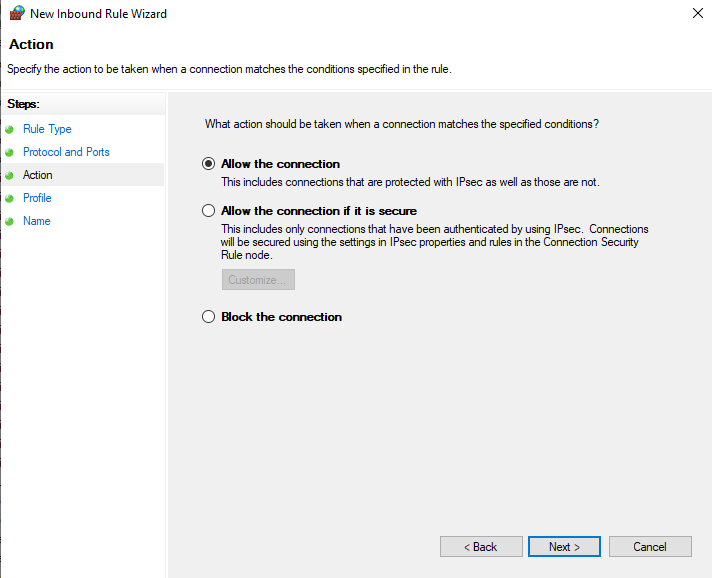 New Inbound Rule Wizard
Action
Specify the action to be taken when a connection matches the conditions specified in the rule.
Steps:
Rule Type
Protocol and Ports
Action
Profile
Name
What action should be taken when a connection matches the specified conditions?
Allow the connection
This includes connections that are protected with IPsec as well as those are not.
Allow the connection if it is secure
This includes only connections that have been authenticated by using IPsec.  Connections
will be secured using the settings in IPsec properties and rules in the Connection Security
Rule node.
Customize...
Block the connection
< Back
Next >
Cancel